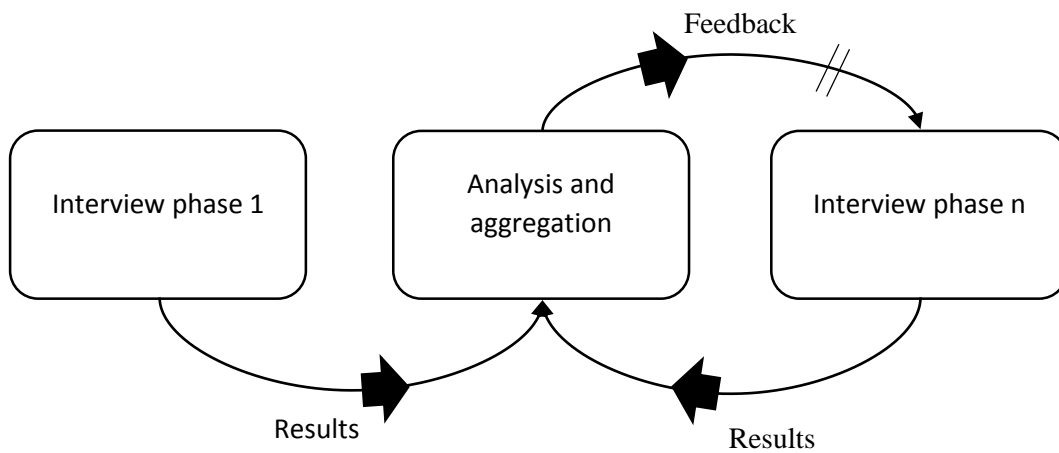 Feedback
Interview phase 1
Analysis and
aggregation
Interview phase n
Results
Results